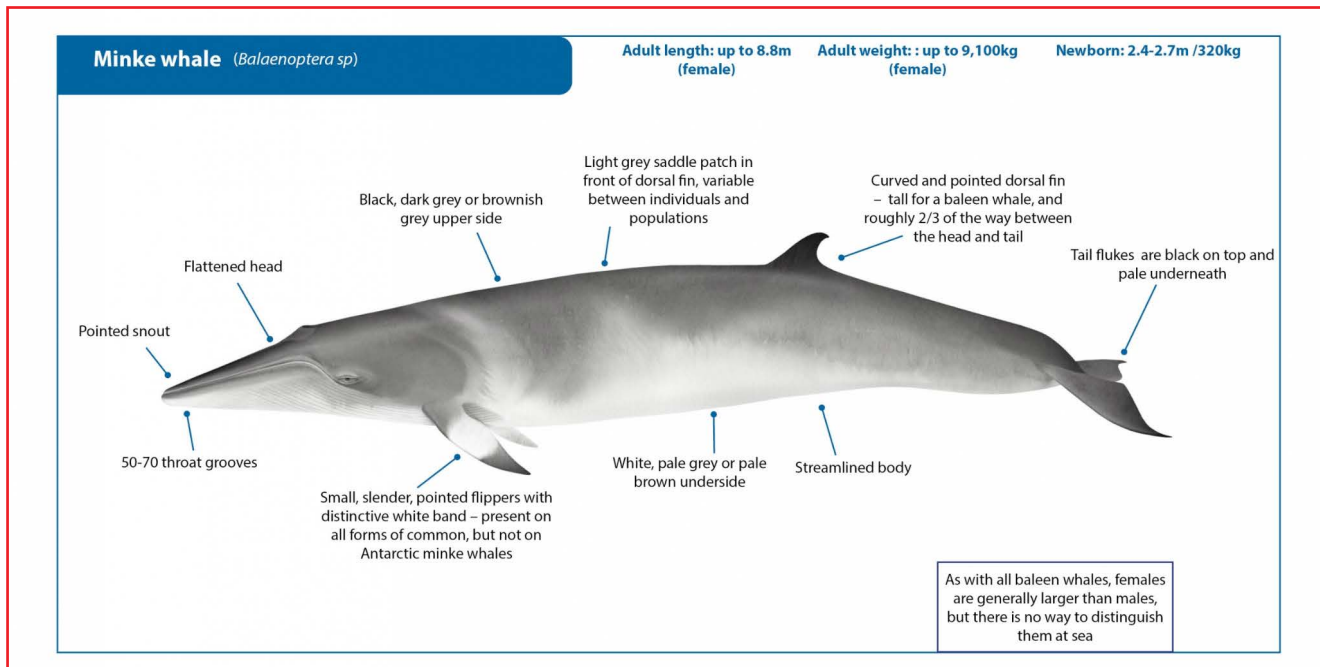 Minke whale (Balaenoptera sp)
Adult length: up to 8.8m
(female)
Adult weight: : up to 9,100kg
(female)
Newborn: 2.4-2.7m /320kg
Light grey saddle patch in
front of dorsal fin, variable
between individuals and
populations
Curved and pointed dorsal fin
– tall for a baleen whale, and
roughly 2/3 of the way between
the head and tail
Black, dark grey or brownish
grey upper side
Tail flukes are black on top and
pale underneath
Flattened head
Pointed snout
50-70 throat grooves
White, pale grey or pale
brown underside
Streamlined body
Small, slender, pointed flippers with
distinctive white band – present on
all forms of common, but not on
Antarctic minke whales
As with all baleen whales, females
are generally larger than males,
but there is no way to distinguish
them at sea